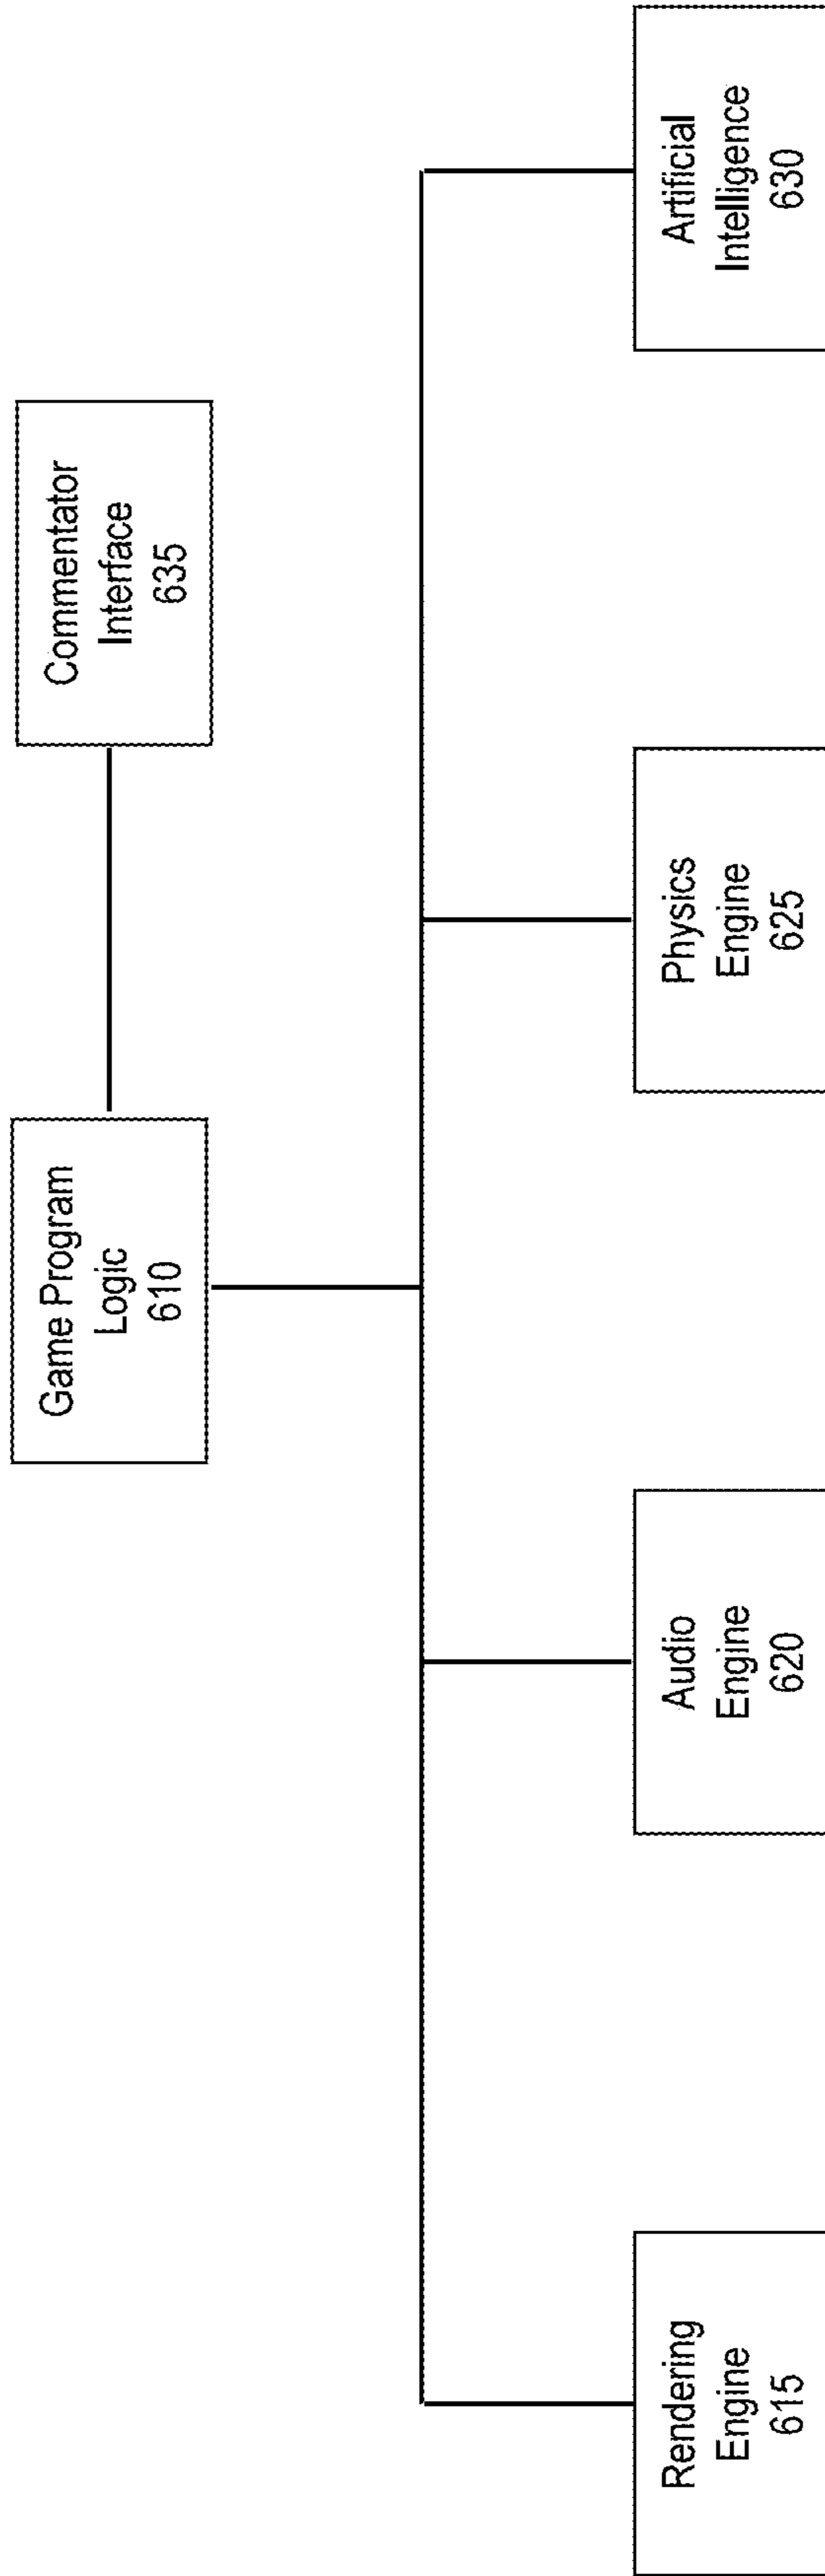 Game Program
Logic
610
Commentator
Interface
635
Rendering
Engine
615
Audio
Engine
620
Physics
Engine
625
Artificial
Intelligence
630